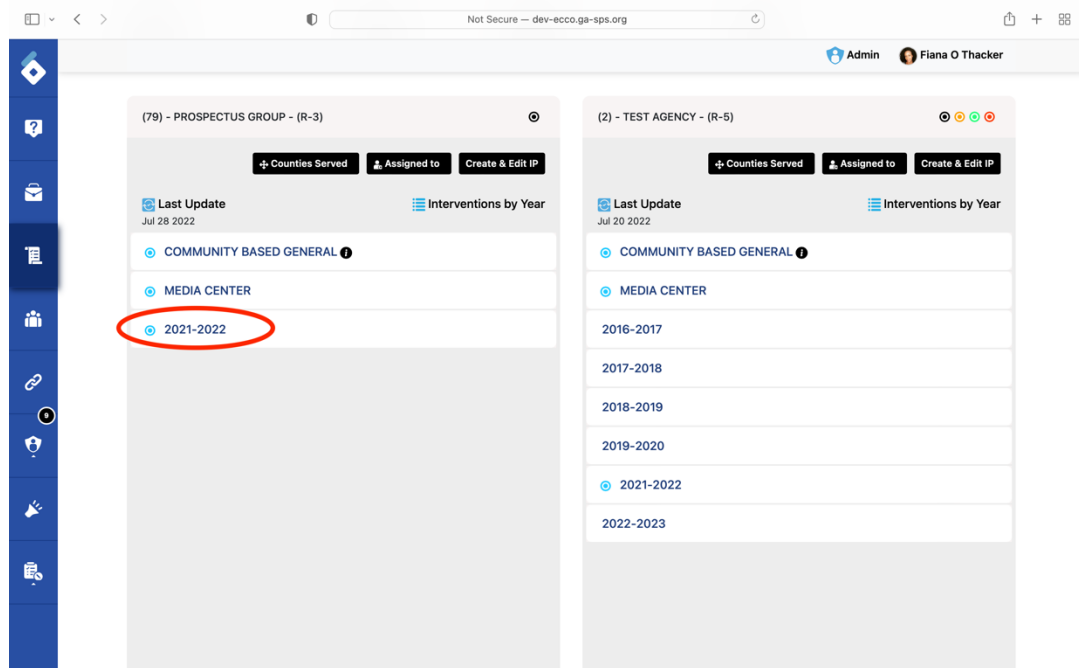 Not Secure — dev-ecco.ga-sps.org
Admin
Fiana O Thacker
(79) - PROSPECTUS GROUP - (R-3)
Counties Served
Assigned to
Create & Edit IP
Last Update
Interventions by Year
Jul 28 2022
COMMUNITY BASED GENERAL
MEDIA CENTER
2021-2022
(2) - TEST AGENCY - (R-5)
Counties Served
Assigned to
Create & Edit IP
Last Update
Interventions by Year
Jul 20 2022
COMMUNITY BASED GENERAL
MEDIA CENTER
2016-2017
2017-2018
2018-2019
2019-2020
2021-2022
2022-2023
9